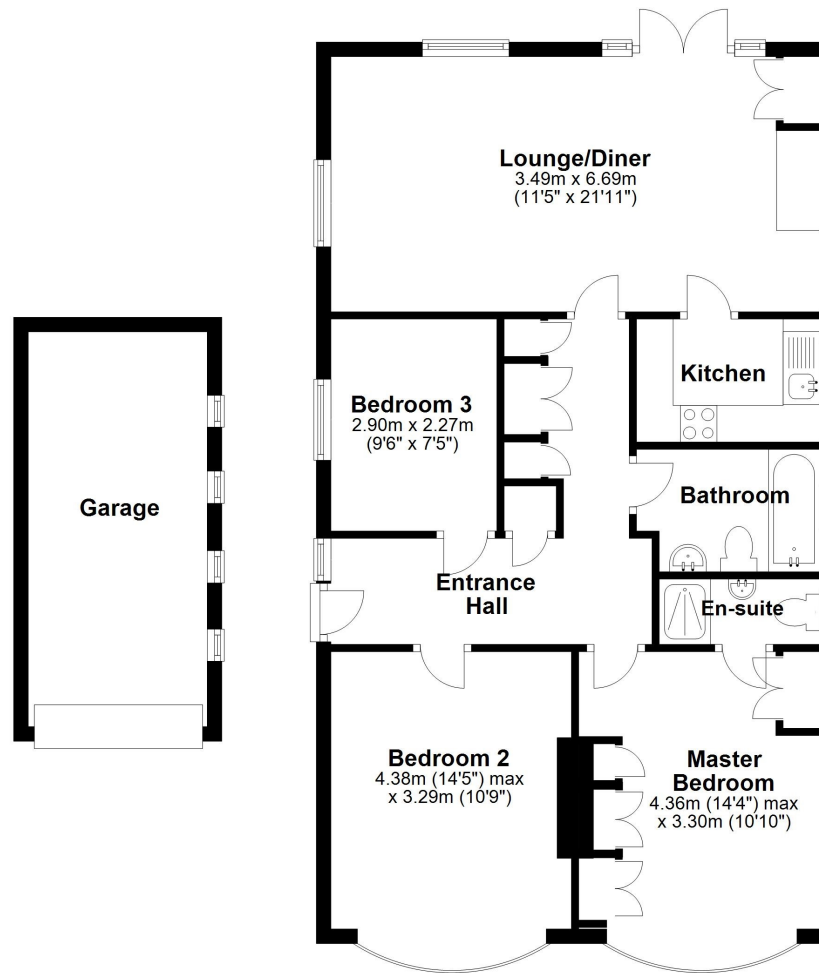 Lounge/Diner
3.49m x 6.69m
(11'5" x 21'11")
Kitchen
Bedroom 3
2.90m x 2.27m
(9'6" x 7'5")
Garage
Bathroom
Entrance
Hall
En-suite
Bedroom 2
4.38m (14'5") max
x 3.29m (10'9")
Master
Bedroom
4.36m (14'4") max
x 3.30m (10'10")